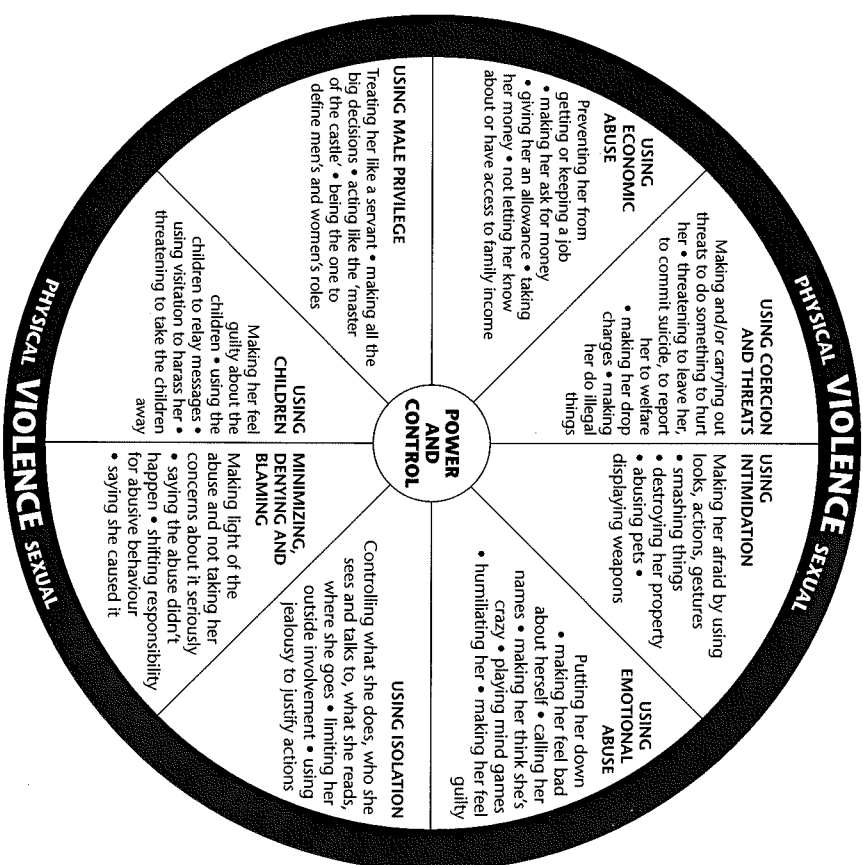 PHYSICAL VIOLENCE SEXUAL
USING COERCION
AND THREATS
Making and/or carrying out
threats to do something to hurt
her • threatening to leave her,
to commit suicide, to report
her to welfare
• making her drop
charges • making
her do illegal
things
USING
INTIMIDATION
Making her afraid by using
looks, actions, gestures
• smashing things
• destroying her property
• abusing pets •
displaying weapons
USING
EMOTIONAL
ABUSE
Putting her down
• making her feel bad
about herself • calling her
names • making her think she's
crazy • playing mind games
• humiliating her • making her feel
guilty
USING ISOLATION
Controlling what she does, who she
sees and talks to, what she reads,
where she goes • limiting her
outside involvement • using
jealousy to justify actions
MINIMIZING,
DENYING AND
BLAMING
Making light of the
abuse and not taking her
concerns about it seriously
• saying the abuse didn't
happen • shifting responsibility
for abusive behaviour
• saying she caused it
USING
CHILDREN
Making her feel
guilty about the
children • using the
children to relay messages •
using visitation to harass her •
threatening to take the children
away
USING MALE PRIVILEGE
Treating her like a servant • making all the
big decisions • acting like the 'master
of the castle' • being the one to
define men's and women's roles
USING
ECONOMIC
ABUSE
Preventing her from
getting or keeping a job
• making her ask for money
• giving her an allowance • taking
her money • not letting her know
about or have access to family income
POWER
AND
CONTROL
PHYSICAL VIOLENCE SEXUAL